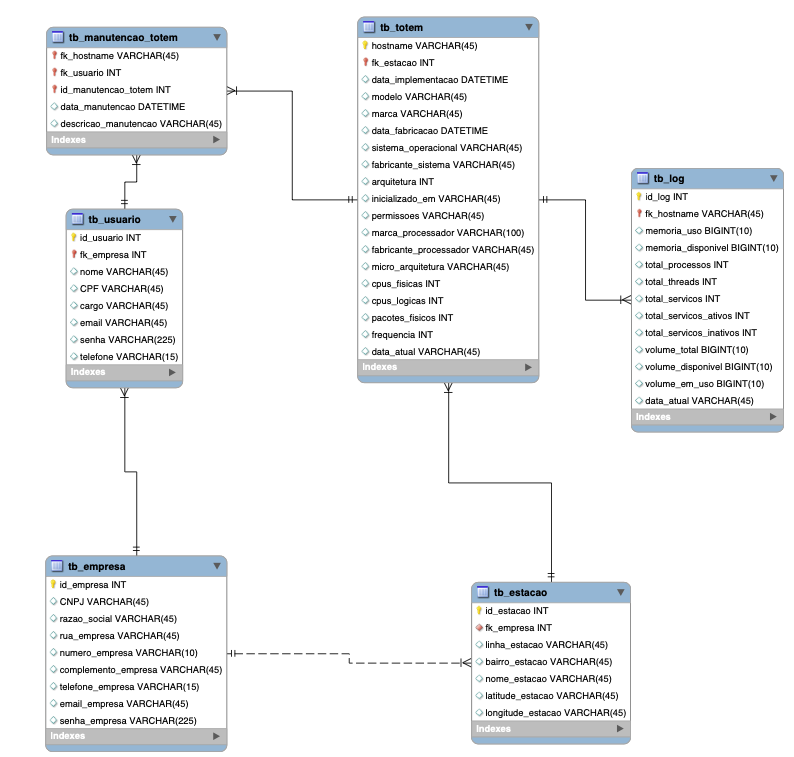 tb_manutencao_totem
fk_hostname VARCHAR(45)
fk_usuario INT
id_manutencao_totem INT
data_manutencao DATETIME
descricao_manutencao VARCHAR(45)
Indexes
tb_totem
hostname VARCHAR(45)
fk_estacao INT
data_implementacao DATETIME
modelo VARCHAR(45)
marca VARCHAR(45)
data_fabricacao DATETIME
sistema_operacional VARCHAR(45)
fabricante_sistema VARCHAR(45)
arquitetura INT
inicializado_em VARCHAR(45)
permissoes VARCHAR(45)
marca_processador VARCHAR(100)
fabricante_processador VARCHAR(45)
micro_arquitetura VARCHAR(45)
cpus_fisicas INT
cpus_logicas INT
pacotes_fisicos INT
frequencia INT
data_atual VARCHAR(45)
Indexes
tb_log
id_log INT
fk_hostname VARCHAR(45)
memoria_uso BIGINT(10)
memoria_disponivel BIGINT(10)
total_processos INT
total_threads INT
total_servicos INT
total_servicos_ativos INT
total_servicos_inativos INT
volume_total BIGINT(10)
volume_disponivel BIGINT(10)
volume_em_uso BIGINT(10)
data_atual VARCHAR(45)
Indexes
tb_usuario
id_usuario INT
fk_empresa INT
nome VARCHAR(45)
CPF VARCHAR(45)
cargo VARCHAR(45)
email VARCHAR(45)
senha VARCHAR(225)
telefone VARCHAR(15)
Indexes
tb_empresa
id_empresa INT
CNPJ VARCHAR(45)
razao_social VARCHAR(45)
rua_empresa VARCHAR(45)
numero_empresa VARCHAR(10)
complemento_empresa VARCHAR(45)
telefone_empresa VARCHAR(15)
email_empresa VARCHAR(45)
senha_empresa VARCHAR(225)
Indexes
tb_estacao
id_estacao INT
fk_empresa INT
linha_estacao VARCHAR(45)
bairro_estacao VARCHAR(45)
nome_estacao VARCHAR(45)
latitude_estacao VARCHAR(45)
longitude_estacao VARCHAR(45)
Indexes